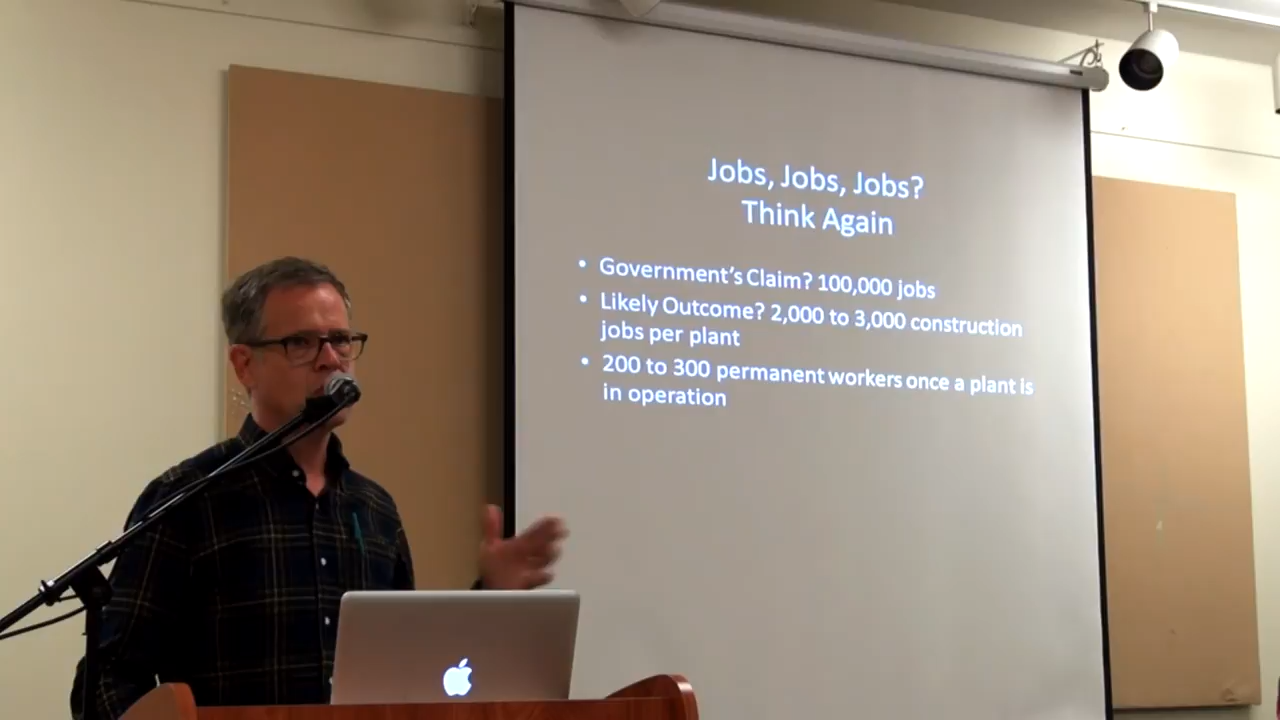 Jobs, Jobs, Jobs?
Think Again
• Government's Claim? 100,000 jobs
• Likely Outcome? 2,000 to 3,000 construction
jobs per plant
• 200 to 300 permanent workers once a plant is
in operation